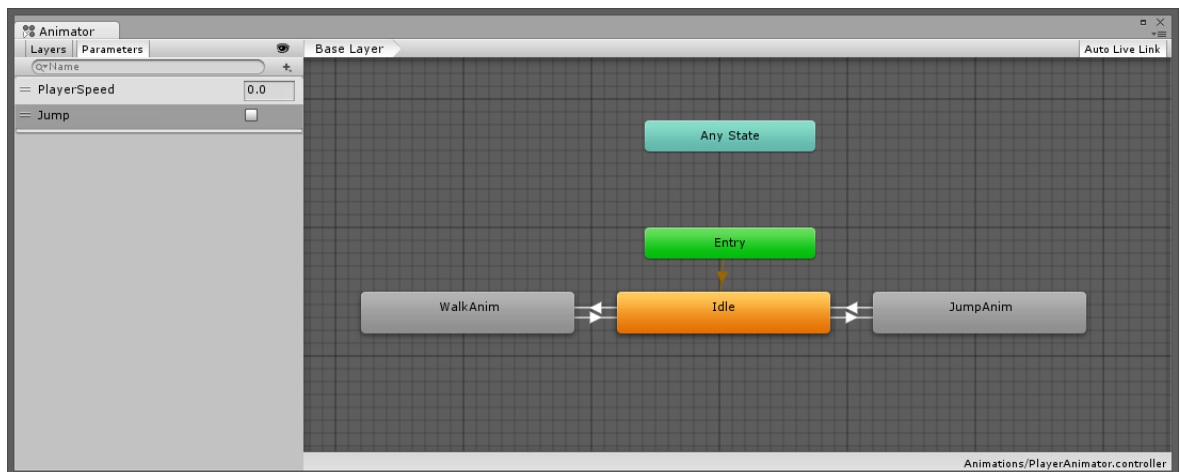 Animator
Layers Parameters
Base Layer
Auto Live Link
Name
PlayerSpeed 0.0
Jump
Any State
Entry
WalkAnim
Idle
JumpAnim
Animations/PlayerAnimator.controller